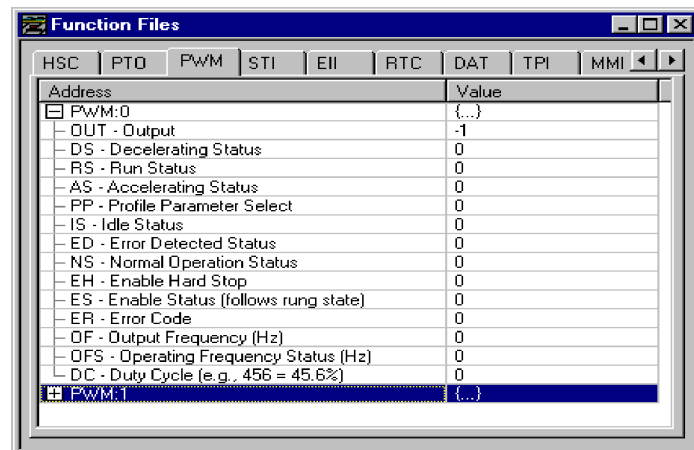 Function Files
HSC PTO PWM STI EII RTC DAT TPI MMI
Address Value
PWM:0 {...}
OUT - Output -1
DS - Decelerating Status 0
RS - Run Status 0
AS - Accelerating Status 0
PP - Profile Parameter Select 0
IS - Idle Status 0
ED - Error Detected Status 0
NS - Normal Operation Status 0
EH - Enable Hard Stop 0
ES - Enable Status (follows rung state) 0
ER - Error Code 0
OF - Output Frequency (Hz) 0
OFS - Operating Frequency Status (Hz) 0
DC - Duty Cycle (e.g., 456 = 45.6%) 0
PWM:1 {...}